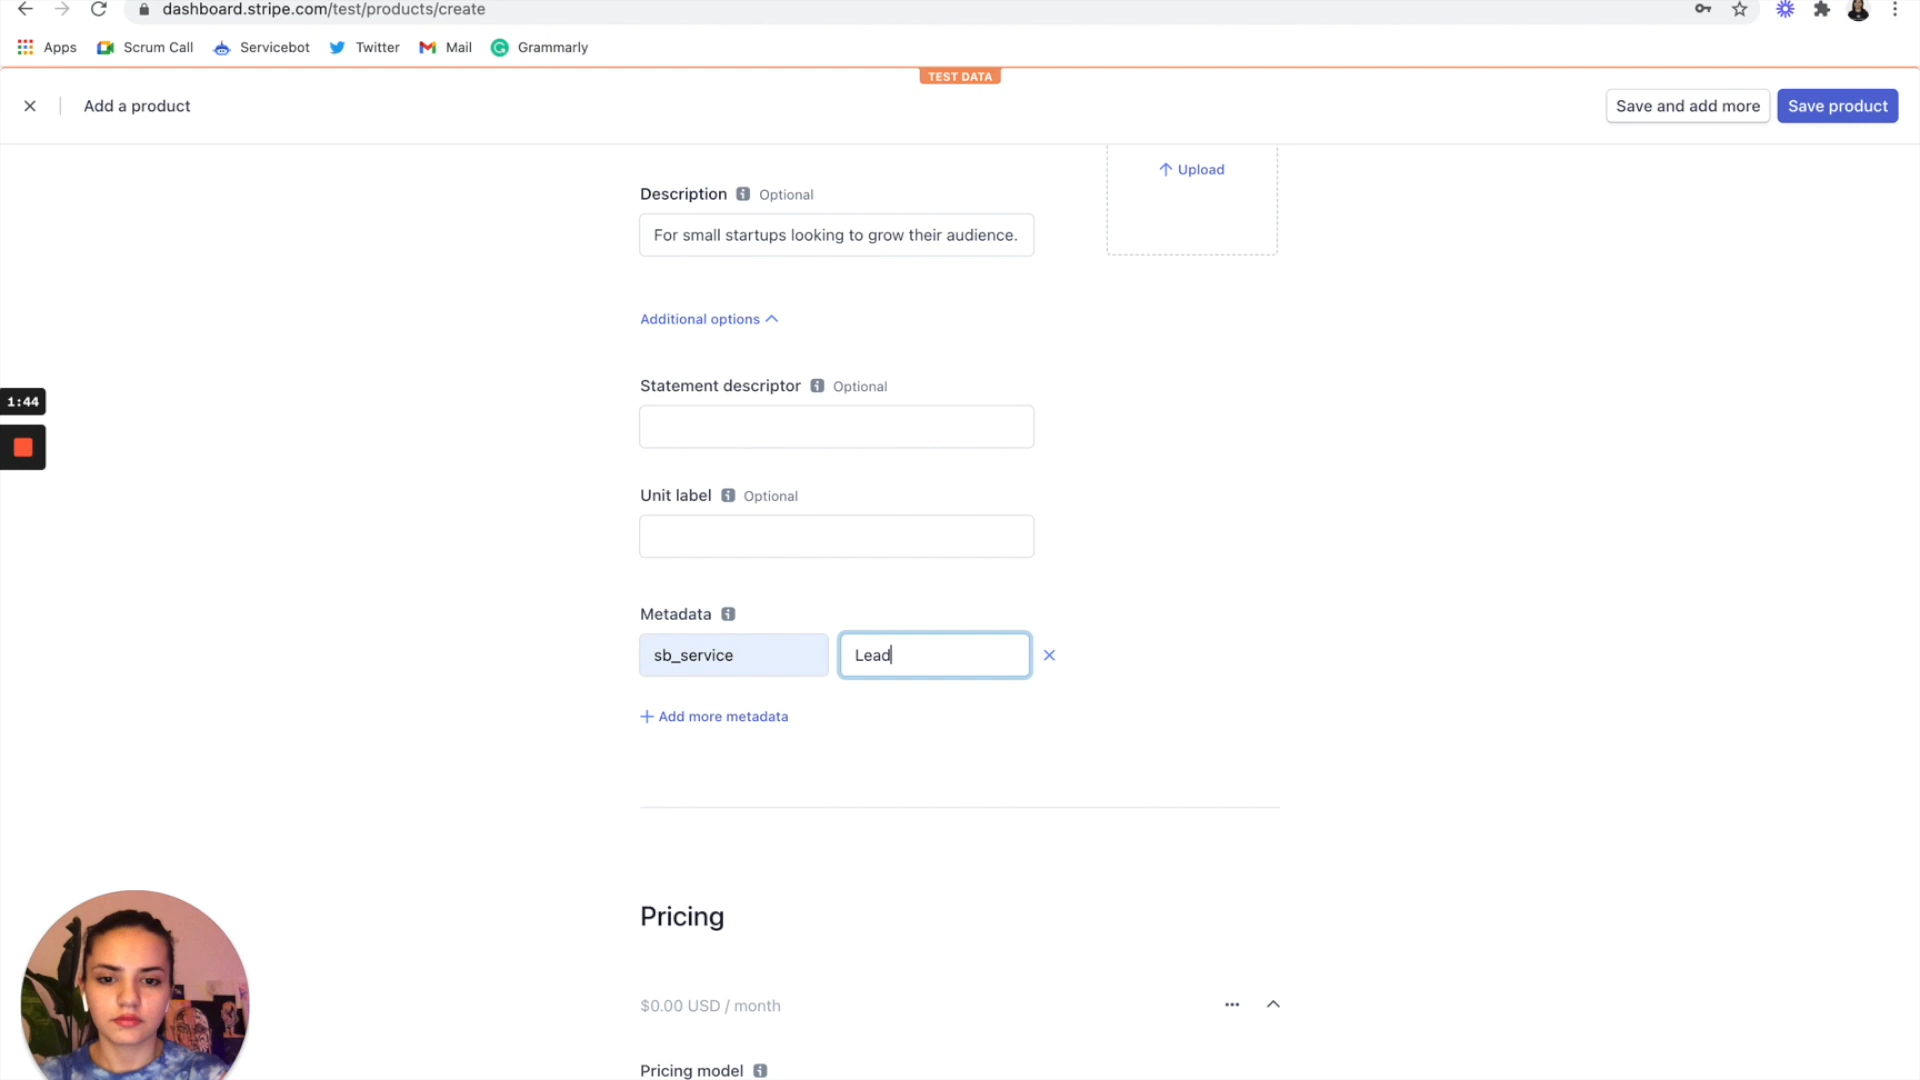 dashboard.stripe.com/test/products/create
Apps Scrum Call Servicebot Twitter Mail Grammarly
TEST DATA
Add a product Save and add more Save product
Upload
Description Optional
For small startups looking to grow their audience.
Additional options
Statement descriptor Optional
1:44
Unit label Optional
Metadata
sb_service Lead
Add more metadata
Pricing
$0.00 USD / month
Pricing model